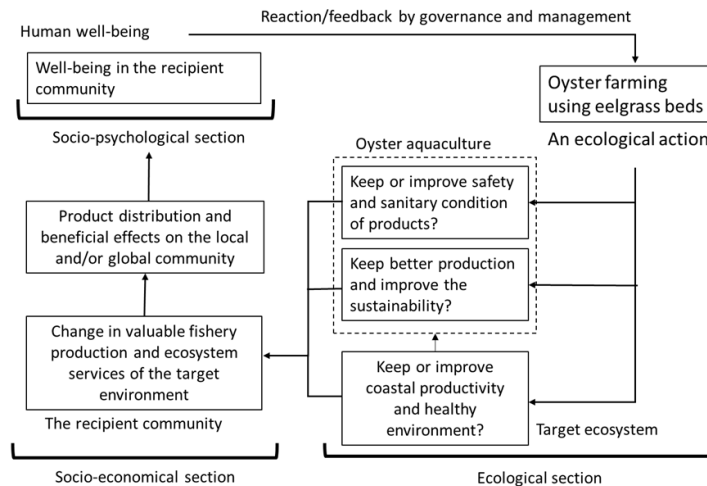 Reaction/feedback by governance and management
Human well-being
Well-being in the recipient
community
Socio-psychological section
Oyster farming
using eelgrass beds
An ecological action
Oyster aquaculture
Keep or improve safety
and sanitary condition
of products?
Product distribution and
beneficial effects on the local
and/or global community
Keep better production
and improve the
sustainability?
Change in valuable fishery
production and ecosystem
services of the target
environment
The recipient community
Keep or improve
coastal productivity
and healthy
environment?
Target ecosystem
Socio-economical section
Ecological section